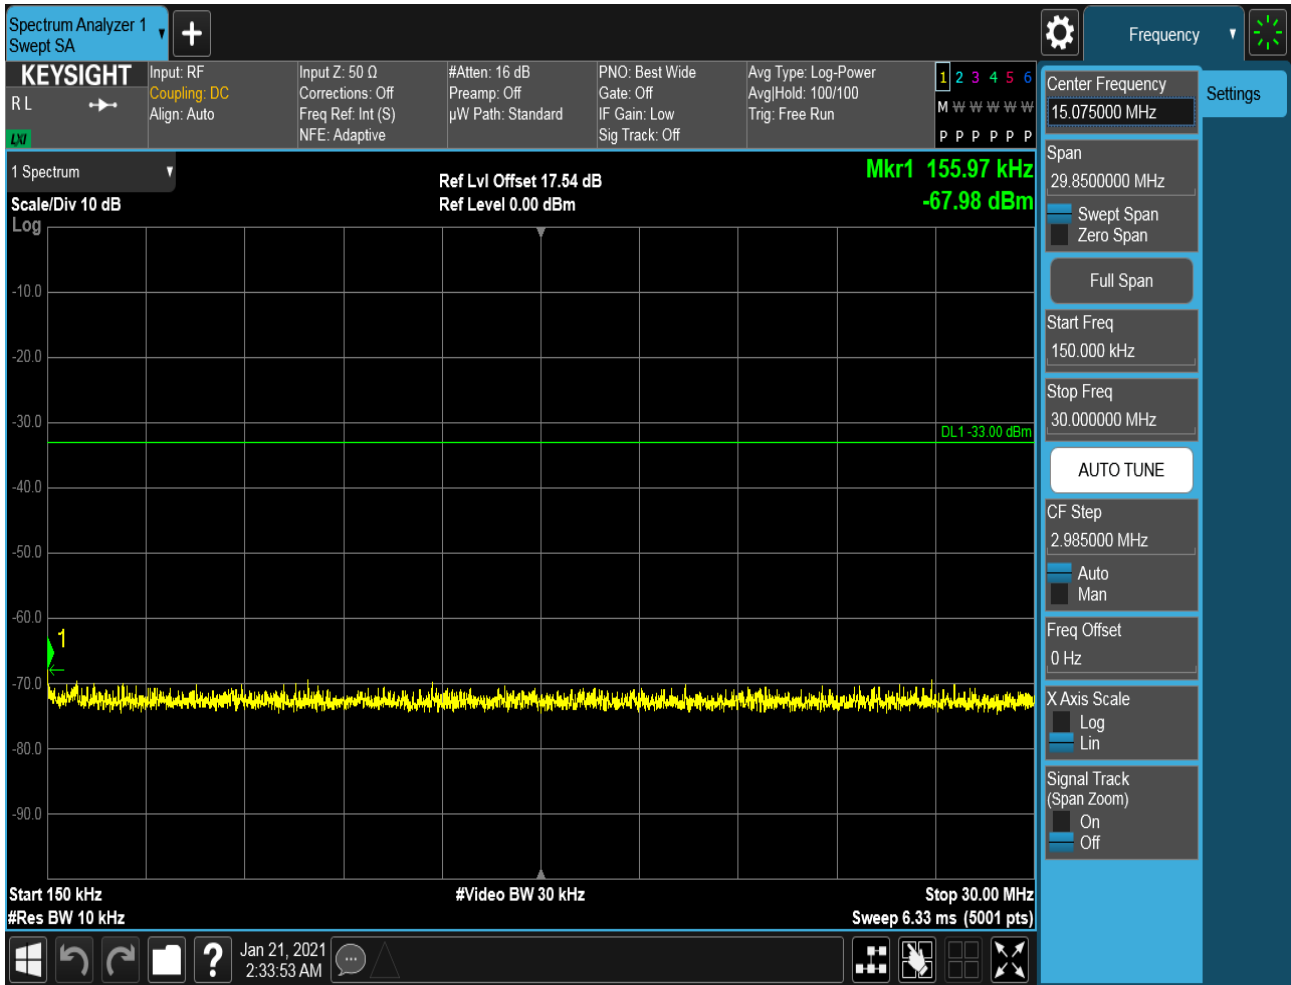 Spectrum Analyzer 1
Swept SA
Frequency
KEYSIGHT
R L
LXI
Input: RF
Coupling: DC
Align: Auto
Input Z: 50 Ω
Corrections: Off
Freq Ref: Int (S)
NFE: Adaptive
#Atten: 16 dB
Preamp: Off
µW Path: Standard
PNO: Best Wide
Gate: Off
IF Gain: Low
Sig Track: Off
Avg Type: Log-Power
Avg|Hold: 100/100
Trig: Free Run
1 2 3 4 5 6
M W W W W W
P P P P P P
1 Spectrum
Scale/Div 10 dB
Log
Ref Lvl Offset 17.54 dB
Ref Level 0.00 dBm
Mkr1 155.97 kHz
-67.98 dBm
-10.0
-20.0
-30.0
DL1 -33.00 dBm
-40.0
-50.0
-60.0
1
-70.0
-80.0
-90.0
Start 150 kHz
#Video BW 30 kHz
Stop 30.00 MHz
#Res BW 10 kHz
Sweep 6.33 ms (5001 pts)
Center Frequency
15.075000 MHz
Settings
Span
29.8500000 MHz
Swept Span
Zero Span
Full Span
Start Freq
150.000 kHz
Stop Freq
30.000000 MHz
AUTO TUNE
CF Step
2.985000 MHz
Auto
Man
Freq Offset
0 Hz
X Axis Scale
Log
Lin
Signal Track
(Span Zoom)
On
Off
?
Jan 21, 2021
2:33:53 AM